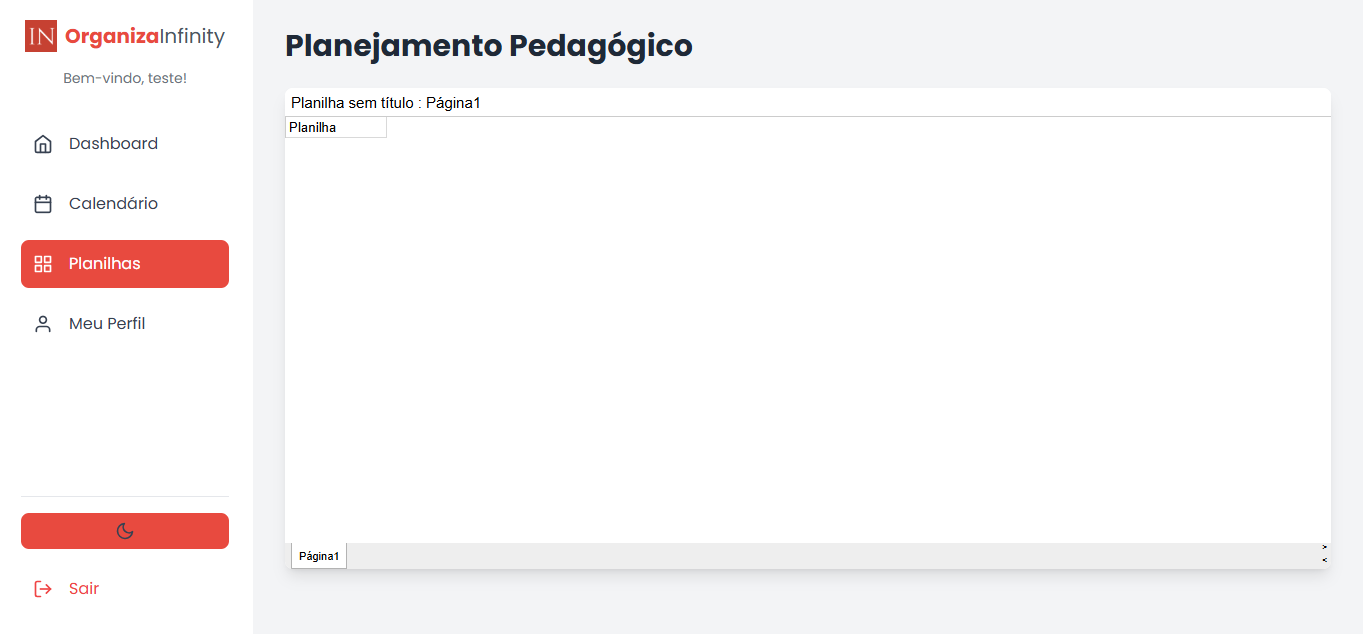 IN OrganizaInfinity
Bem-vindo, teste!
Dashboard
Calendário
Planilhas
Meu Perfil
Sair
Planejamento Pedagógico
Planilha sem título : Página1
Planilha
Página1
>
<